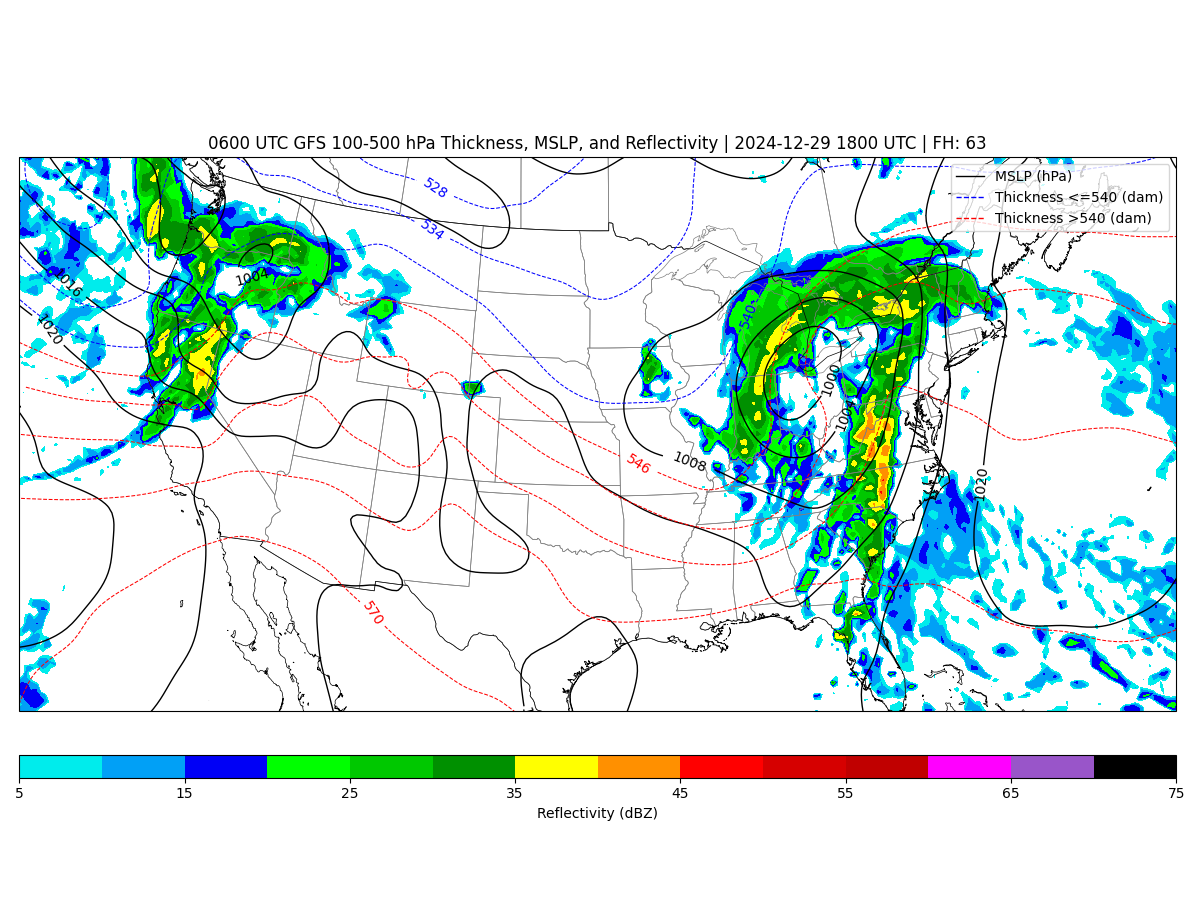 0600 UTC GFS 100-500 hPa Thickness, MSLP, and Reflectivity | 2024-12-29 1800 UTC | FH: 63
MSLP (hPa)
Thickness <=540 (dam)
Thickness >540 (dam)
528
534
1004
1016
1020
540
1000
1004
546
1008
1020
570
5 15 25 35 45 55 65 75
Reflectivity (dBZ)